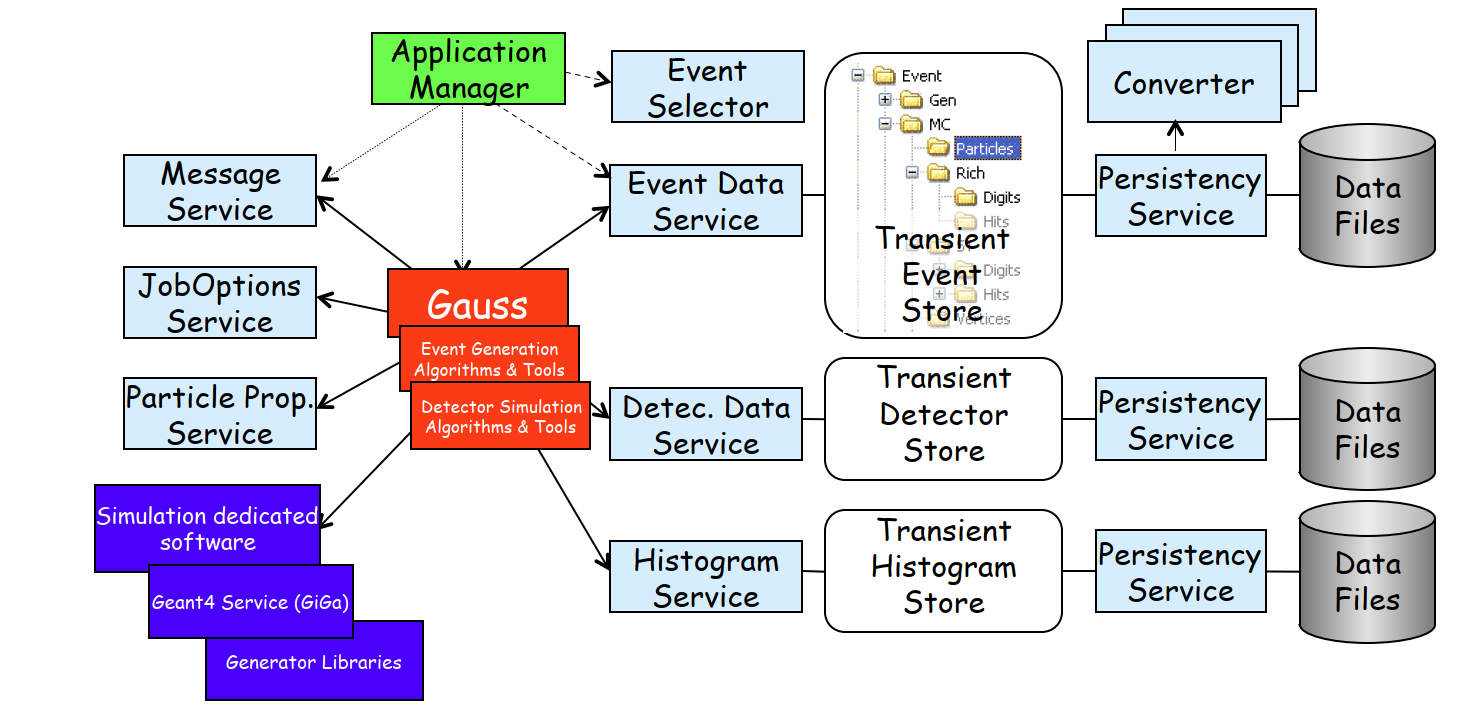 Application
Manager
Event
Selector
Converter
Event
Gen
MC
Particles
Rich
Digits
Hits
Digits
Hits
Vertices
Transient
Event
Store
Message
Service
Event Data
Service
Persistency
Service
Data
Files
JobOptions
Service
Gauss
Event Generation
Algorithms & Tools
Detector Simulation
Algorithms & Tools
Particle Prop.
Service
Detec. Data
Service
Transient
Detector
Store
Persistency
Service
Data
Files
Simulation dedicated
software
Geant4 Service (GiGa)
Generator Libraries
Histogram
Service
Transient
Histogram
Store
Persistency
Service
Data
Files